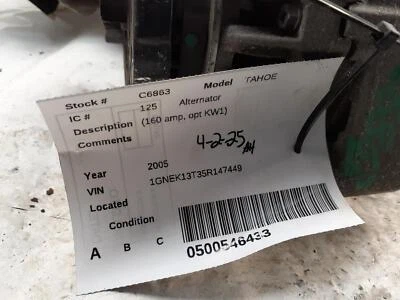 Stock # C6863 Model TAHOE
IC # 125 Alternator
Description (160 amp, opt KW1)
Comments
4-2-25
Year 2005
VIN 1GNEK13T35R147449
Located
Condition
A B C
0500546433